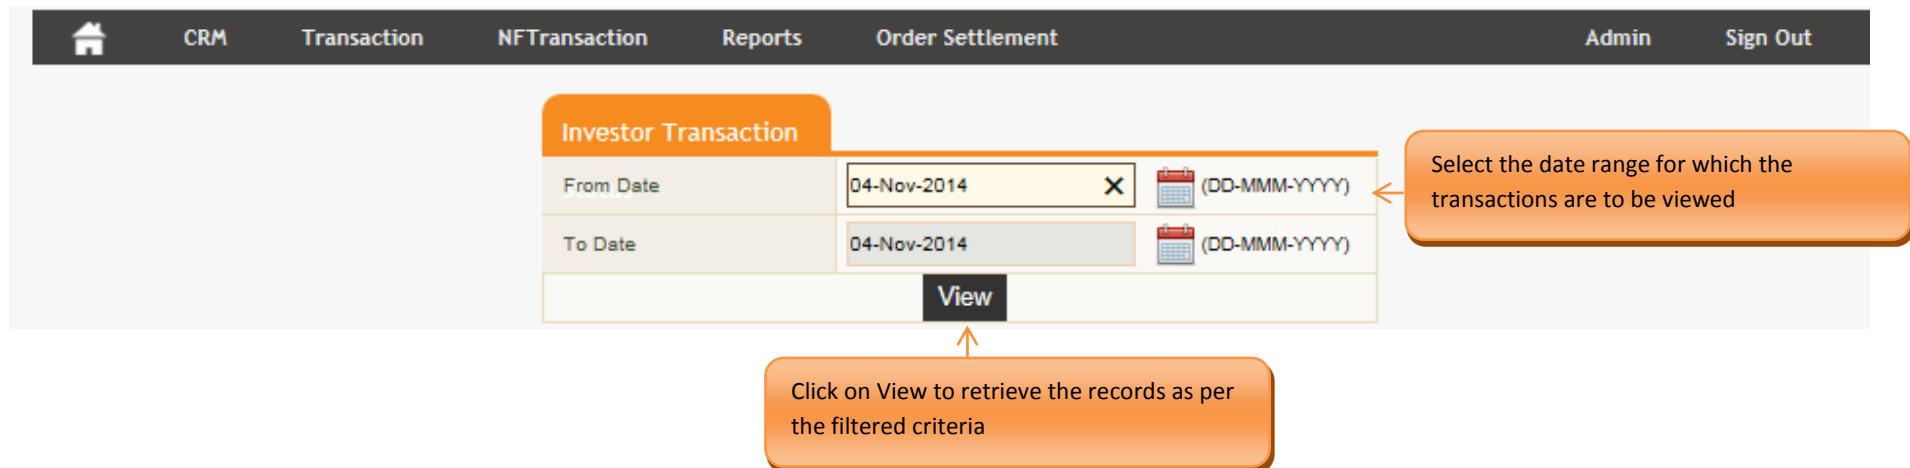 CRM Transaction NFTransaction Reports Order Settlement Admin Sign Out
Investor Transaction
From Date 04-Nov-2014 (DD-MMM-YYYY)
To Date 04-Nov-2014 (DD-MMM-YYYY)
View
Select the date range for which the
transactions are to be viewed
Click on View to retrieve the records as per
the filtered criteria